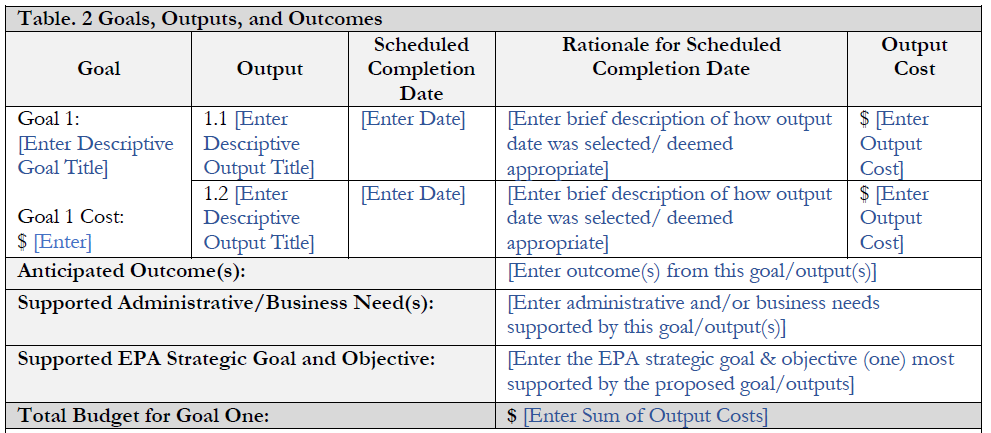 Table. 2 Goals, Outputs, and Outcomes
Goal
Output
Scheduled
Completion
Date
Rationale for Scheduled
Completion Date
Output
Cost
Goal 1:
[Enter Descriptive
Goal Title]
Goal 1 Cost:
$ [Enter]
1.1 [Enter
Descriptive
Output Title]
[Enter Date]
[Enter brief description of how output
date was selected/ deemed
appropriate]
$ [Enter
Output
Cost]
1.2 [Enter
Descriptive
Output Title]
[Enter Date]
[Enter brief description of how output
date was selected/ deemed
appropriate]
$ [Enter
Output
Cost]
Anticipated Outcome(s):
[Enter outcome(s) from this goal/output(s)]
Supported Administrative/Business Need(s):
[Enter administrative and/or business needs
supported by this goal/output(s)]
Supported EPA Strategic Goal and Objective:
[Enter the EPA strategic goal & objective (one) most
supported by the proposed goal/outputs]
Total Budget for Goal One:
$ [Enter Sum of Output Costs]